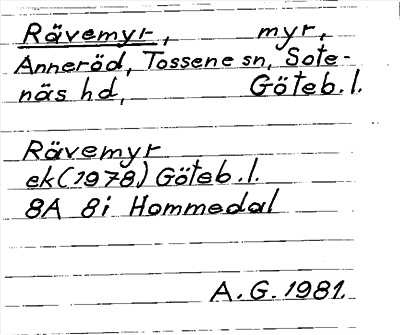 Rävemyr, myr,
Anneröd, Tossene sn, Sote-
näs hd, Göteb.l.
Rävemyr
ek (1978) Göteb.l.
8A 8i Hommedal
A.G. 1981.